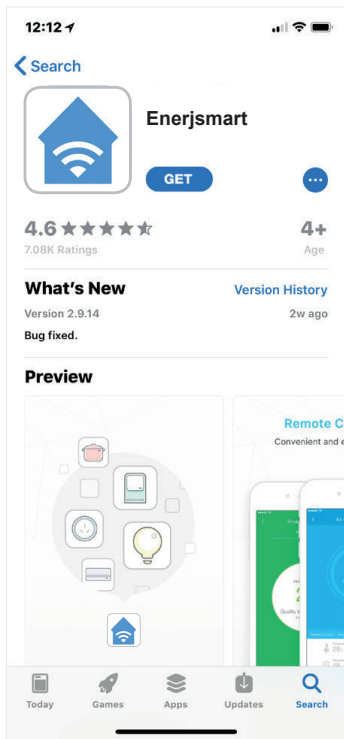 12:12
Search
Enerjsmart
GET
4.6
4+
7.08K Ratings
Age
What's New
Version History
Version 2.9.14
2w ago
Bug fixed.
Preview
Remote C
Convenient and e
Today
Games
Apps
Updates
Search